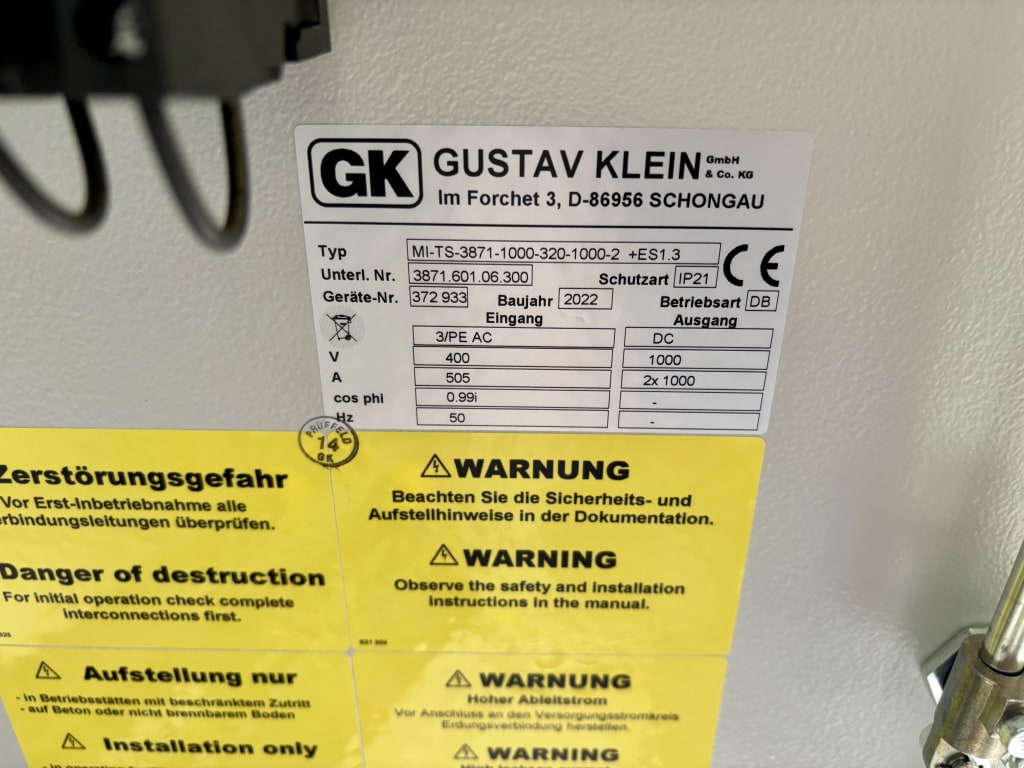 GK GUSTAV KLEIN GmbH & Co. KG
Im Forchet 3, D-86956 SCHONGAU
Typ MI-TS-3871-1000-320-1000-2 +ES1.3 CE
Unterl. Nr. 3871.601.06.300 Schutzart IP21
Geräte-Nr. 372 933 Baujahr 2022 Betriebsart DB
Eingang Ausgang
3/PE AC DC
V 400 1000
A 505 2x 1000
cos phi 0.99i -
Hz 50 -
PRÜFFELD
14
GK
Zerstörungsgefahr
Vor Erst-Inbetriebnahme alle
rbindungsleitungen überprüfen.
Danger of destruction
For initial operation check complete
interconnections first.
WARNUNG
Beachten Sie die Sicherheits- und
Aufstellhinweise in der Dokumentation.
WARNING
Observe the safety and installation
instructions in the manual.
Aufstellung nur
- in Betriebsstätten mit beschränktem Zutritt
- auf Beton oder nicht brennbarem Boden
Installation only
WARNUNG
Hoher Ableitstrom
Vor Anschluss an den Versorgungsstromkreis
Erdungsverbindung herstellen.
WARNING